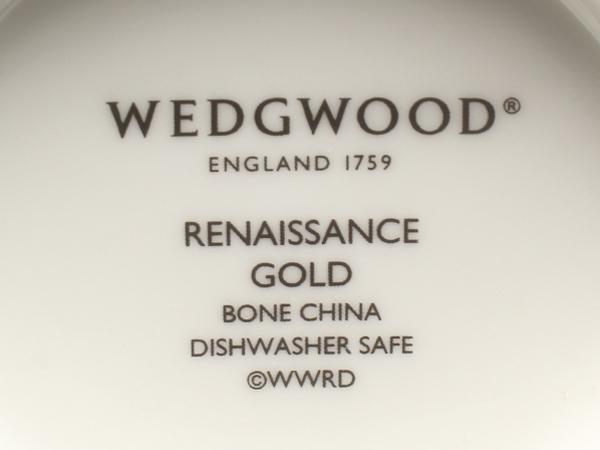 WEDGWOOD®
ENGLAND 1759
RENAISSANCE
GOLD
BONE CHINA
DISHWASHER SAFE
©WWRD